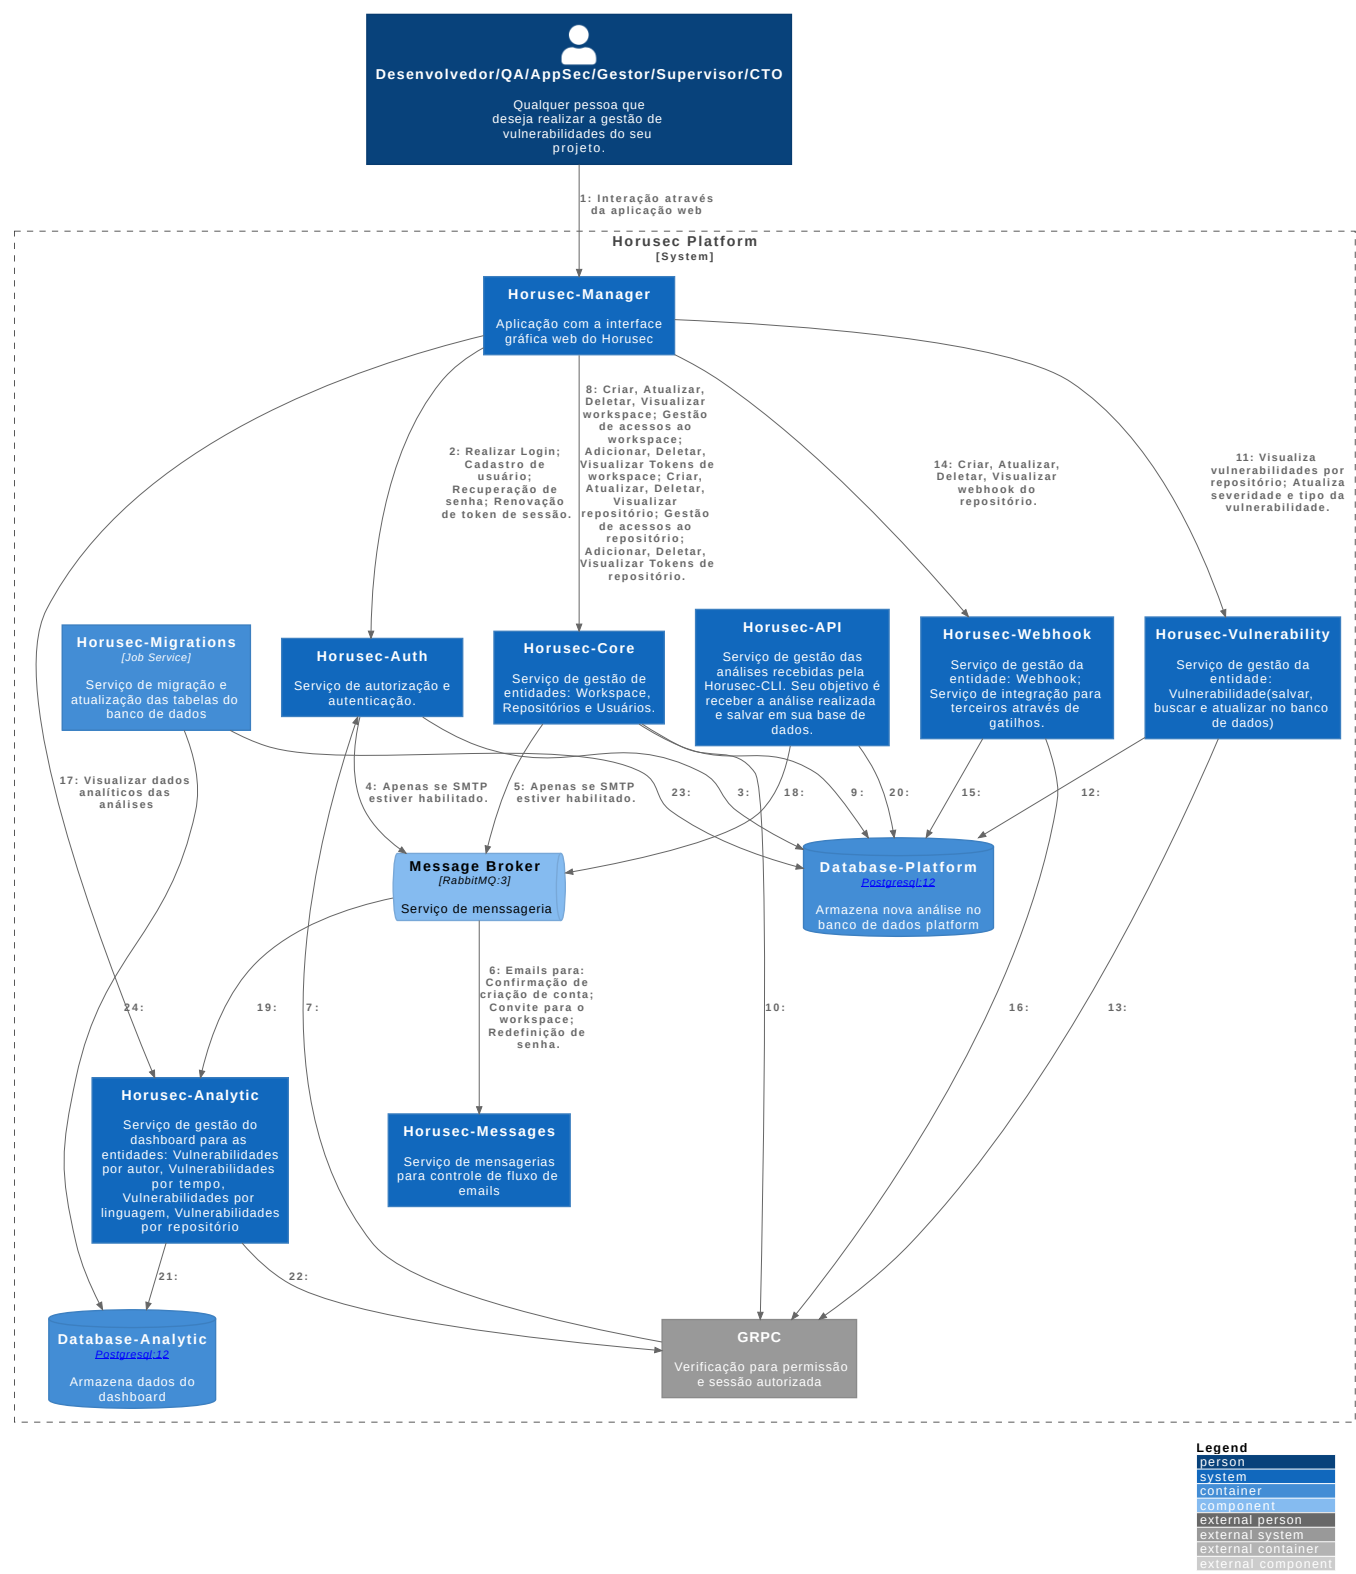 Desenvolvedor/QA/AppSec/Gestor/Supervisor/CTO
Qualquer pessoa que
deseja realizar a gestão de
vulnerabilidades do seu
projeto.
1: Interação através
da aplicação web
Horusec Platform
[System]
Horusec-Manager
Aplicação com a interface
gráfica web do Horusec
2: Realizar Login;
Cadastro de
usuário;
Recuperação de
senha; Renovação
de token de sessão.
8: Criar, Atualizar,
Deletar, Visualizar
workspace; Gestão
de acessos ao
workspace;
Adicionar, Deletar,
Visualizar Tokens de
workspace; Criar,
Atualizar, Deletar,
Visualizar
repositório; Gestão
de acessos ao
repositório;
Adicionar, Deletar,
Visualizar Tokens de
repositório.
14: Criar, Atualizar,
Deletar, Visualizar
webhook do
repositório.
11: Visualiza
vulnerabilidades por
repositório; Atualiza
severidade e tipo da
vulnerabilidade.
Horusec-Migrations
[Job Service]
Serviço de migração e
atualização das tabelas do
banco de dados
Horusec-Auth
Serviço de autorização e
autenticação.
Horusec-Core
Serviço de gestão de
entidades: Workspace,
Repositórios e Usuários.
Horusec-API
Serviço de gestão das
análises recebidas pela
Horusec-CLI. Seu objetivo é
receber a análise realizada
e salvar em sua base de
dados.
Horusec-Webhook
Serviço de gestão da
entidade: Webhook;
Serviço de integração para
terceiros através de
gatilhos.
Horusec-Vulnerability
Serviço de gestão da
entidade:
Vulnerabilidade(salvar,
buscar e atualizar no banco
de dados)
17: Visualizar dados
analíticos das
análises
4: Apenas se SMTP
estiver habilitado.
5: Apenas se SMTP
estiver habilitado.
23:
3:
18:
9:
20:
15:
12:
Message Broker
[RabbitMQ:3]
Serviço de menssageria
Database-Platform
Postgresql:12
Armazena nova análise no
banco de dados platform
24:
19:
7:
6: Emails para:
Confirmação de
criação de conta;
Convite para o
workspace;
Redefinição de
senha.
10:
16:
13:
Horusec-Analytic
Serviço de gestão do
dashboard para as
entidades: Vulnerabilidades
por autor, Vulnerabilidades
por tempo,
Vulnerabilidades por
linguagem, Vulnerabilidades
por repositório
Horusec-Messages
Serviço de mensagerias
para controle de fluxo de
emails
21:
22:
Database-Analytic
Postgresql:12
Armazena dados do
dashboard
GRPC
Verificação para permissão
e sessão autorizada
Legend
person
system
container
component
external person
external system
external container
external component